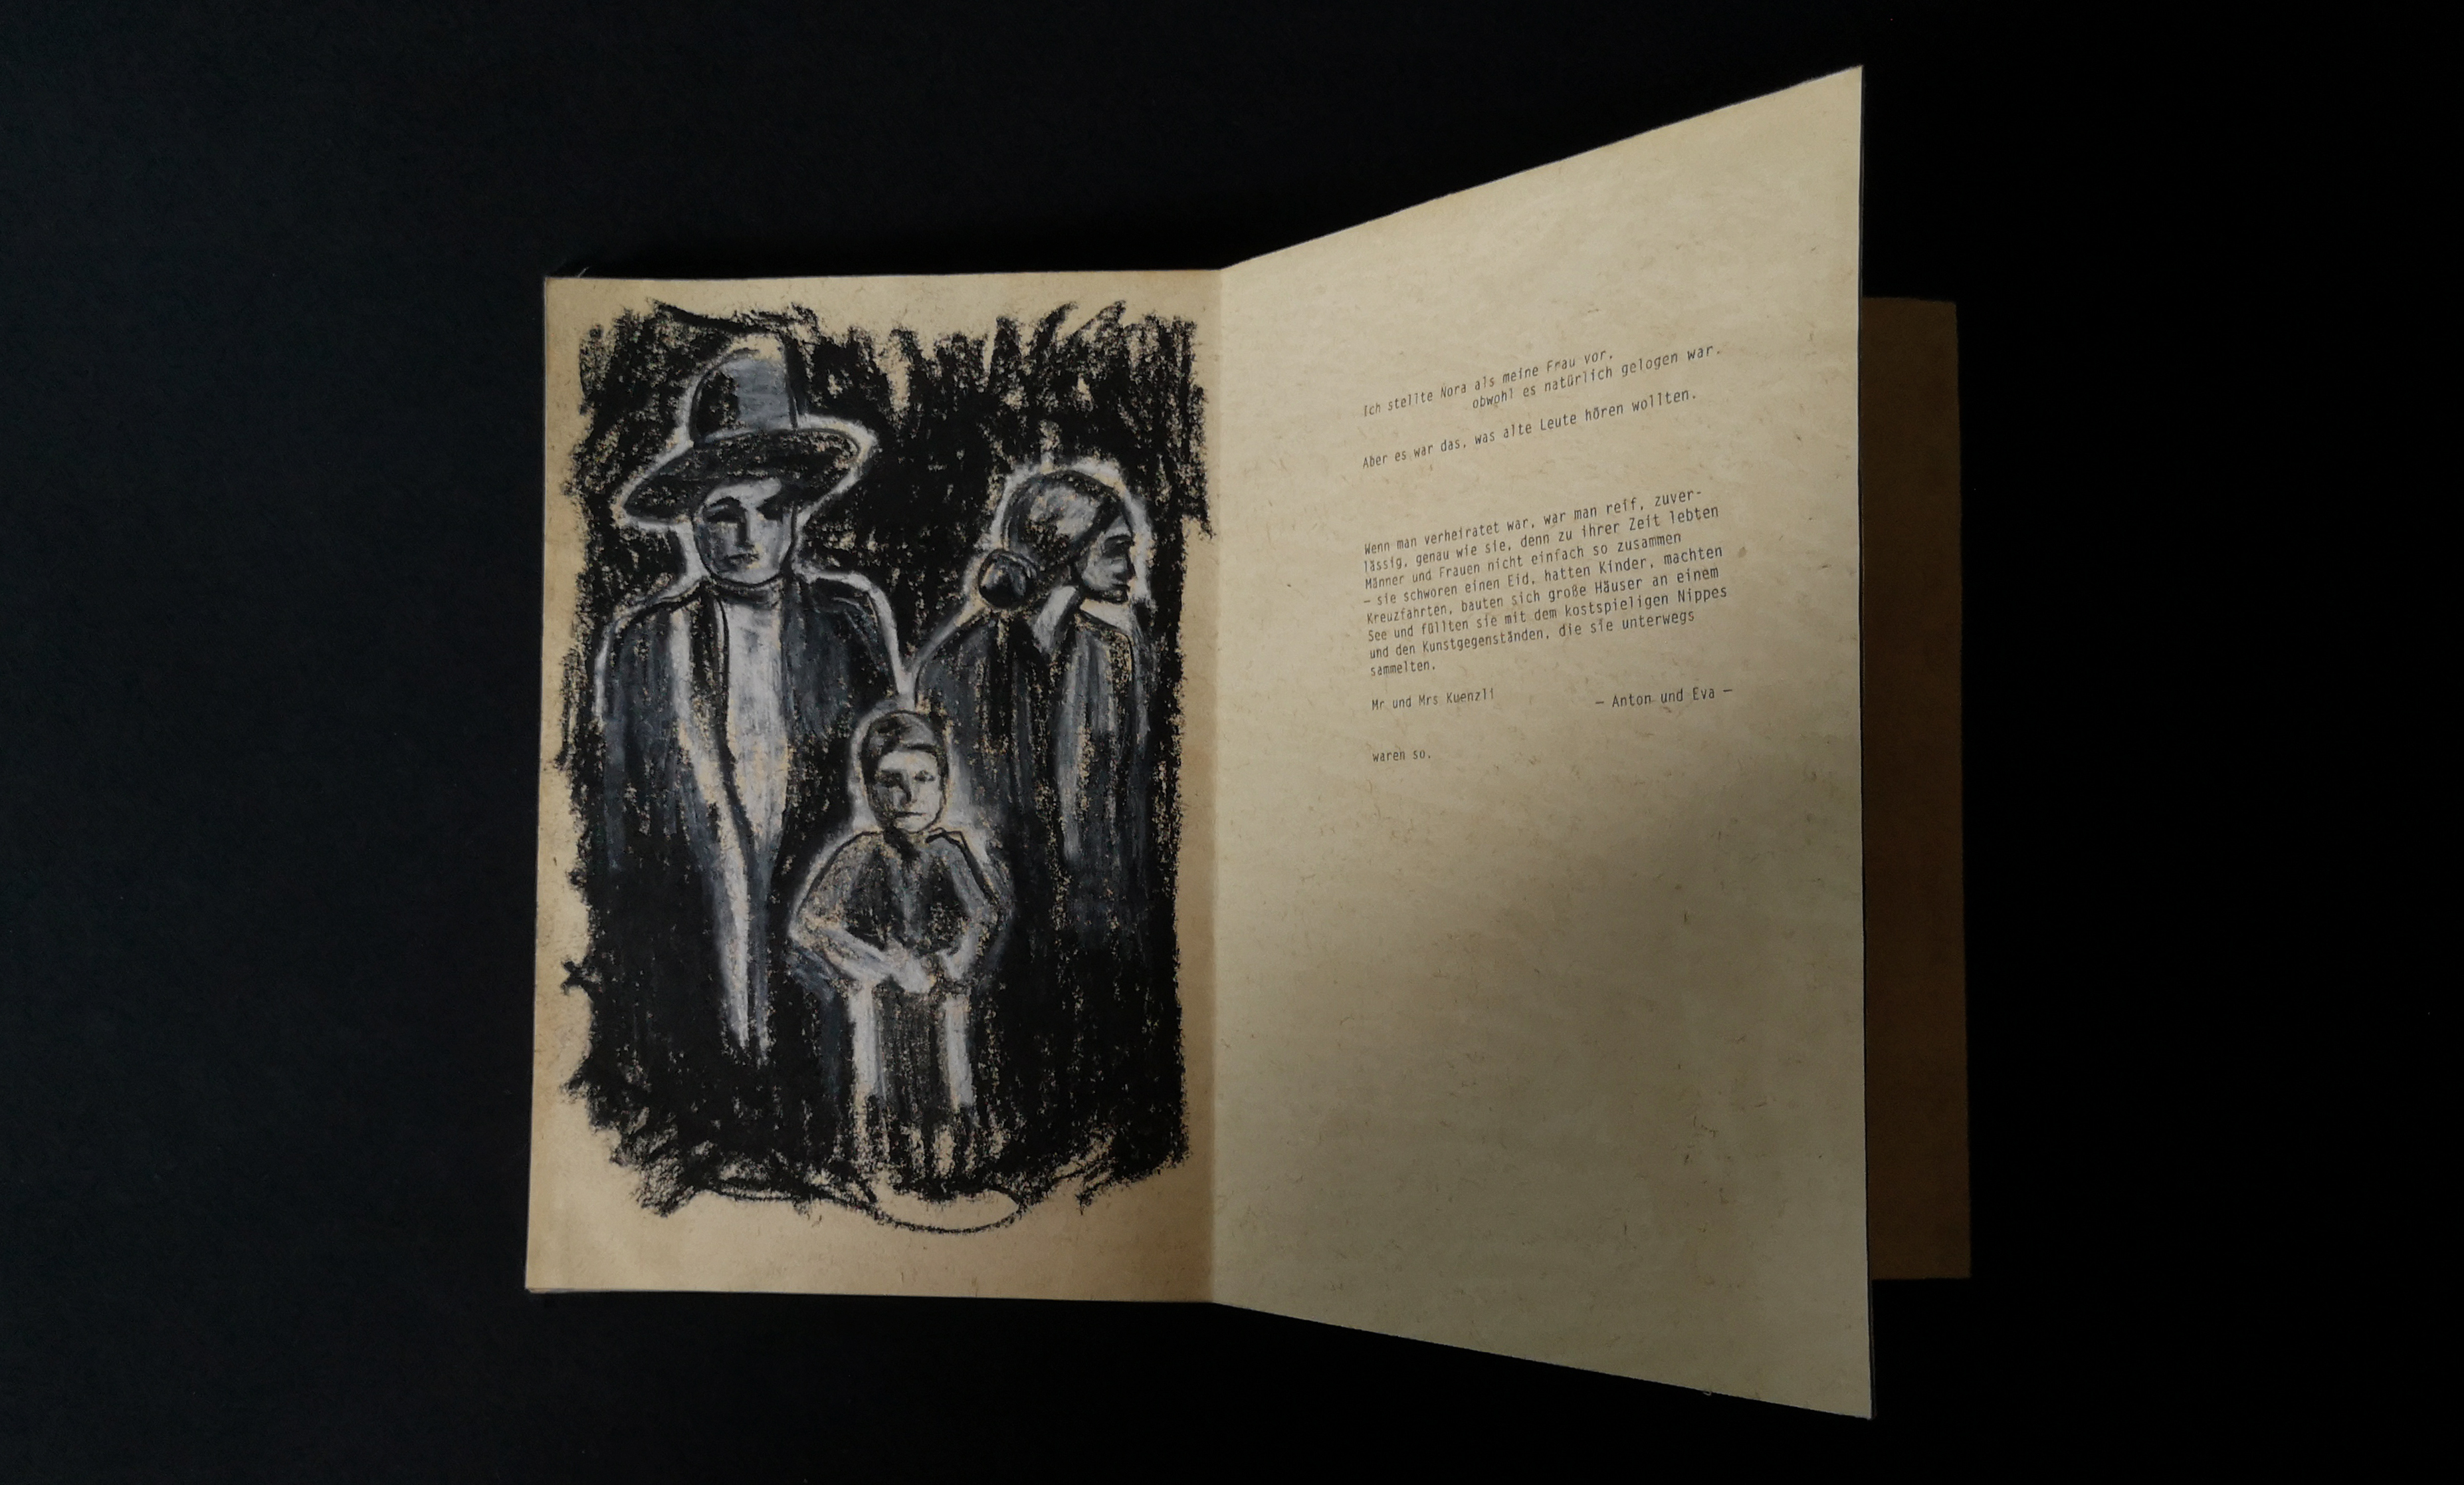 Ich stellte Nora als meine Frau vor,
obwohl es natürlich gelogen war.
Aber es war das, was alte Leute hören wollten.
Wenn man verheiratet war, war man reif, zuver-
lässig, genau wie sie, denn zu ihrer Zeit lebten
Männer und Frauen nicht einfach so zusammen
– sie schworen einen Eid, hatten Kinder, machten
Kreuzfahrten, bauten sich große Häuser an einem
See und füllten sie mit dem kostspieligen Nippes
und den Kunstgegenständen, die sie unterwegs
sammelten.
Mr und Mrs Kuenzli – Anton und Eva –
waren so.